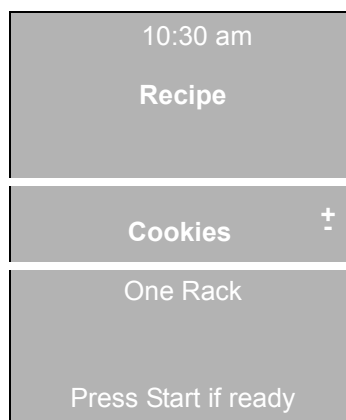 10:30 am
Recipe
Cookies +
-
One Rack
Press Start if ready